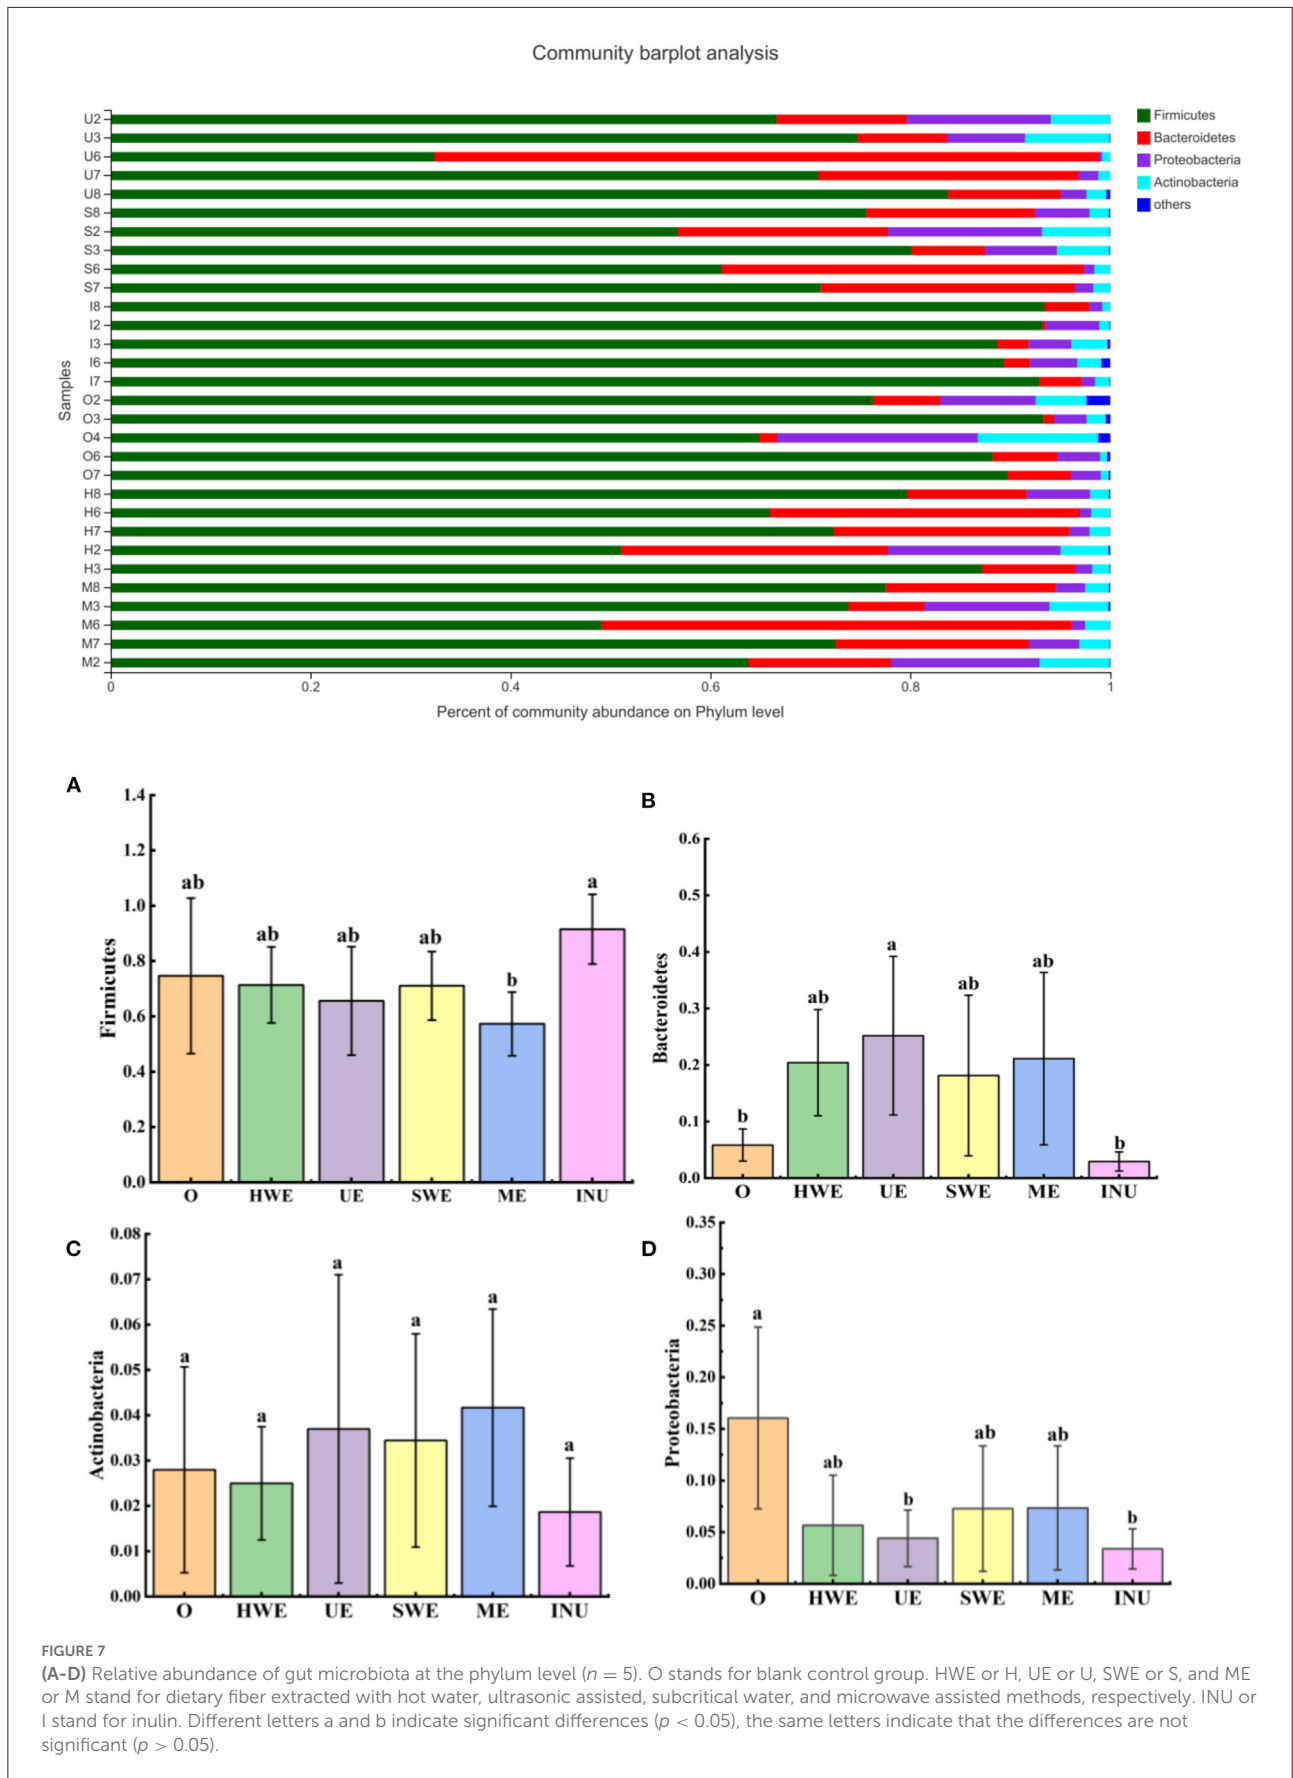 Community barplot analysis
Firmicutes
Bacteroidetes
Proteobacteria
Actinobacteria
others
Samples
U2
U3
U6
U7
U8
S8
S2
S3
S6
S7
I8
I2
I3
I6
I7
O2
O3
O4
O6
O7
H8
H6
H7
H2
H3
M8
M3
M6
M7
M2
0 0.2 0.4 0.6 0.8 1
Percent of community abundance on Phylum level
A
Firmicutes
1.4
1.2
1.0
0.8
0.6
0.4
0.2
0.0
ab ab ab ab b a
O HWE UE SWE ME INU
B
Bacteroidetes
0.6
0.5
0.4
0.3
0.2
0.1
0.0
b ab a ab ab b
O HWE UE SWE ME INU
C
Actinobacteria
0.08
0.07
0.06
0.05
0.04
0.03
0.02
0.01
0.00
a a a a a a
O HWE UE SWE ME INU
D
Proteobacteria
0.35
0.30
0.25
0.20
0.15
0.10
0.05
0.00
a ab b ab ab b
O HWE UE SWE ME INU
FIGURE 7
(A-D) Relative abundance of gut microbiota at the phylum level (n = 5). O stands for blank control group. HWE or H, UE or U, SWE or S, and ME
or M stand for dietary fiber extracted with hot water, ultrasonic assisted, subcritical water, and microwave assisted methods, respectively. INU or
I stand for inulin. Different letters a and b indicate significant differences (p < 0.05), the same letters indicate that the differences are not
significant (p > 0.05).